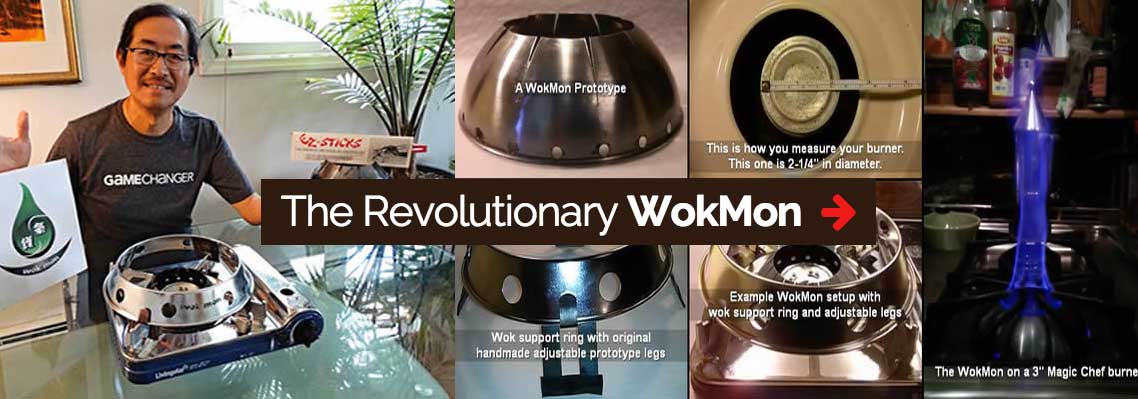 GAMECHANGER
EZ-STICKS
A WokMon Prototype
This is how you measure your burner.
This one is 2-1/4" in diameter.
The Revolutionary WokMon
Wok support ring with original
handmade adjustable prototype legs
Example WokMon setup with
wok support ring and adjustable legs
The WokMon on a 3" Magic Chef burne